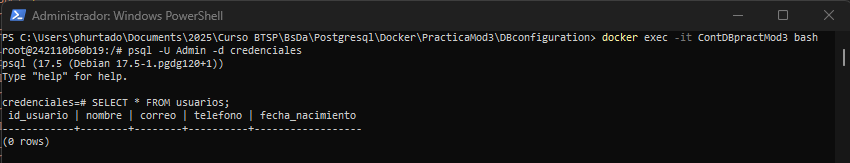 Administrador: Windows PowerShell
PS C:\Users\phurtado\Documents\2025\Curso BTSP\BsDa\Postgresql\Docker\PracticaMod3\DBconfiguration> docker exec -it ContDBpractMod3 bash
root@242110b60b19:/# psql -U Admin -d credenciales
psql (17.5 (Debian 17.5-1.pgdg120+1))
Type "help" for help.
credenciales=# SELECT * FROM usuarios;
 id_usuario | nombre | correo | telefono | fecha_nacimiento
------------+--------+--------+----------+------------------
(0 rows)